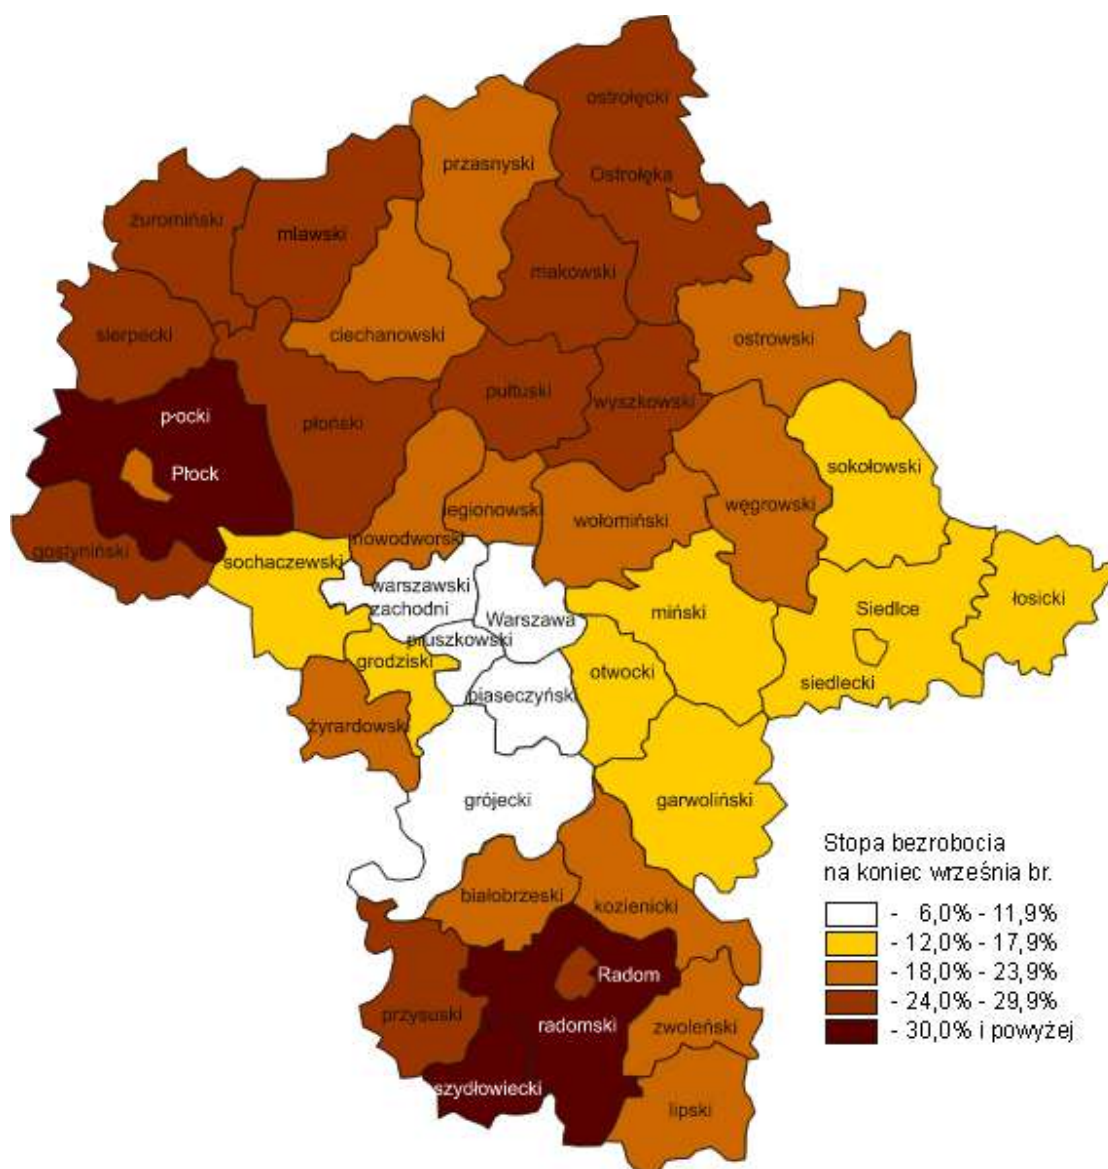 ostrołęcki
przasnyski
Ostrołęka
żuromiński
mlawski
makowski
sierpecki
ciechanowski
ostrowski
pułtuski
wyszkowski
p·ocki
płoński
Płock
sokołowski
legionowski
wołomiński
węgrowski
nowodworski
gostyniński
sochaczewski
warszawski
zachodni
Warszawa
miński
Siedlce
łosicki
pruszkowski
grodziski
otwocki
siedlecki
piaseczyński
żyrardowski
grójecki
garwoliński
białobrzeski
kozienicki
Radom
przysuski
radomski
zwoleński
szydłowiecki
lipski
Stopa bezrobocia
na koniec września br.
- 6,0% - 11,9%
- 12,0% - 17,9%
- 18,0% - 23,9%
- 24,0% - 29,9%
- 30,0% i powyżej